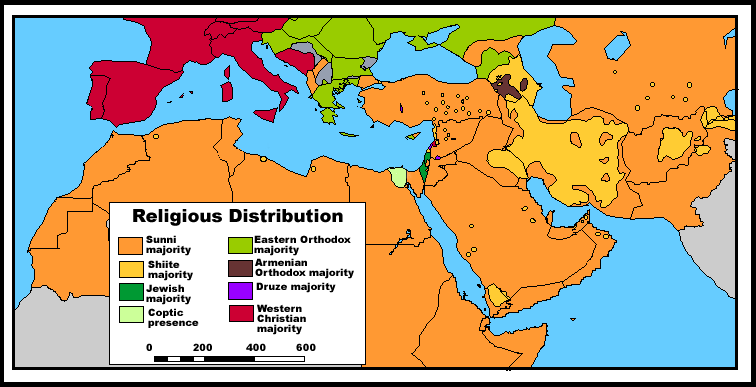 Religious Distribution
Sunni
majority
Shiite
majority
Jewish
majority
Coptic
presence
Eastern Orthodox
majority
Armenian
Orthodox majority
Druze majority
Western
Christian
majority
0 200 400 600